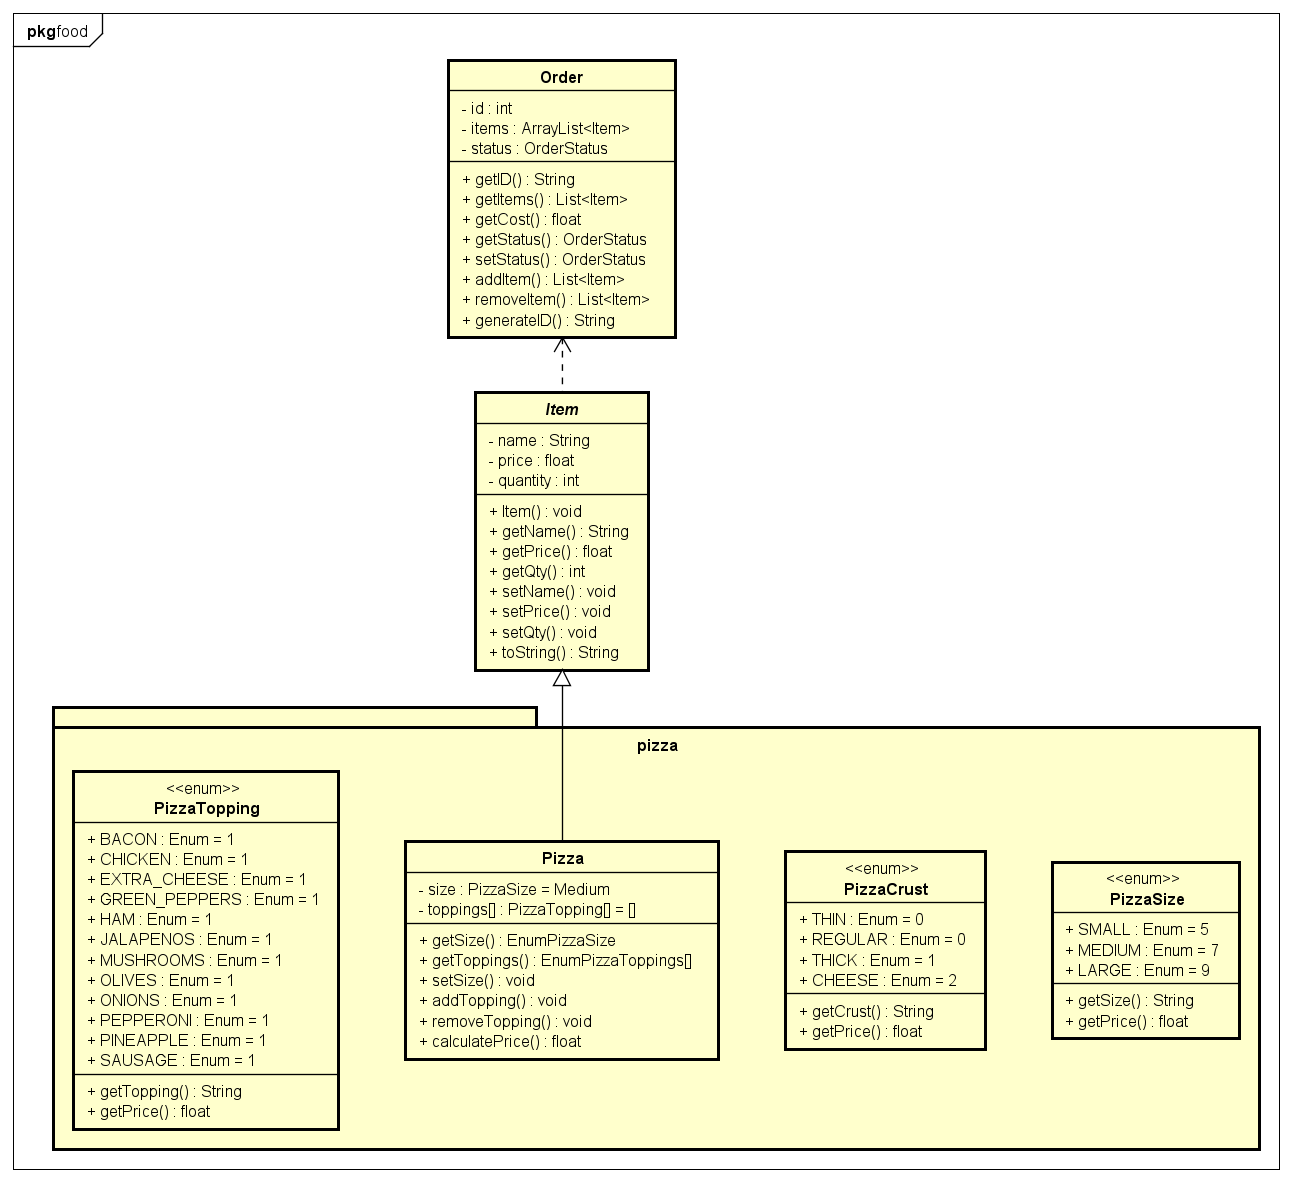 pkg food
Order
- id : int
- items : ArrayList<Item>
- status : OrderStatus
+ getID() : String
+ getItems() : List<Item>
+ getCost() : float
+ getStatus() : OrderStatus
+ setStatus() : OrderStatus
+ addItem() : List<Item>
+ removeItem() : List<Item>
+ generateID() : String
Item
- name : String
- price : float
- quantity : int
+ Item() : void
+ getName() : String
+ getPrice() : float
+ getQty() : int
+ setName() : void
+ setPrice() : void
+ setQty() : void
+ toString() : String
pizza
<<enum>>
PizzaTopping
+ BACON : Enum = 1
+ CHICKEN : Enum = 1
+ EXTRA_CHEESE : Enum = 1
+ GREEN_PEPPERS : Enum = 1
+ HAM : Enum = 1
+ JALAPENOS : Enum = 1
+ MUSHROOMS : Enum = 1
+ OLIVES : Enum = 1
+ ONIONS : Enum = 1
+ PEPPERONI : Enum = 1
+ PINEAPPLE : Enum = 1
+ SAUSAGE : Enum = 1
+ getTopping() : String
+ getPrice() : float
Pizza
- size : PizzaSize = Medium
- toppings[] : PizzaTopping[] = []
+ getSize() : EnumPizzaSize
+ getToppings() : EnumPizzaToppings[]
+ setSize() : void
+ addTopping() : void
+ removeTopping() : void
+ calculatePrice() : float
<<enum>>
PizzaCrust
+ THIN : Enum = 0
+ REGULAR : Enum = 0
+ THICK : Enum = 1
+ CHEESE : Enum = 2
+ getCrust() : String
+ getPrice() : float
<<enum>>
PizzaSize
+ SMALL : Enum = 5
+ MEDIUM : Enum = 7
+ LARGE : Enum = 9
+ getSize() : String
+ getPrice() : float